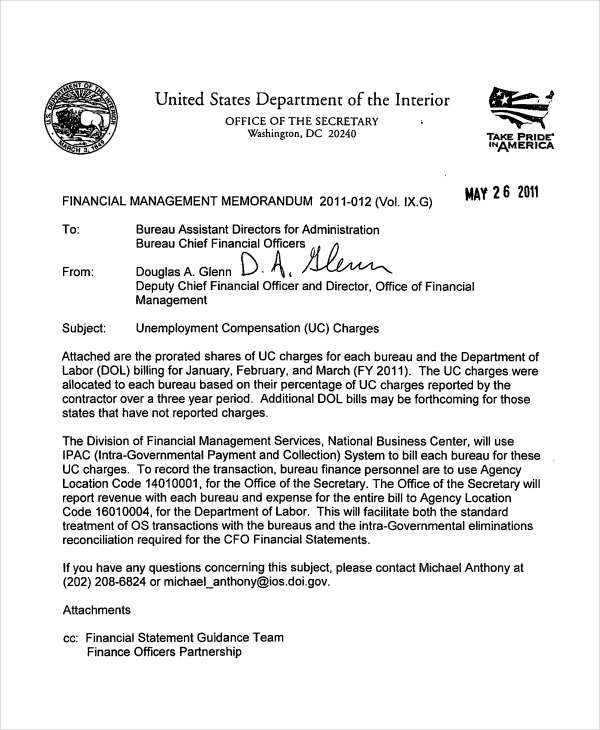 U.S. DEPARTMENT OF THE INTERIOR
MARCH 3, 1849
United States Department of the Interior
OFFICE OF THE SECRETARY
Washington, DC 20240
TAKE PRIDE®
IN AMERICA
MAY 26 2011
FINANCIAL MANAGEMENT MEMORANDUM 2011-012 (Vol. IX.G)
To: Bureau Assistant Directors for Administration
Bureau Chief Financial Officers
From: Douglas A. Glenn D. A. Glenn
Deputy Chief Financial Officer and Director, Office of Financial
Management
Subject: Unemployment Compensation (UC) Charges
Attached are the prorated shares of UC charges for each bureau and the Department of
Labor (DOL) billing for January, February, and March (FY 2011). The UC charges were
allocated to each bureau based on their percentage of UC charges reported by the
contractor over a three year period. Additional DOL bills may be forthcoming for those
states that have not reported charges.
The Division of Financial Management Services, National Business Center, will use
IPAC (Intra-Governmental Payment and Collection) System to bill each bureau for these
UC charges. To record the transaction, bureau finance personnel are to use Agency
Location Code 14010001, for the Office of the Secretary. The Office of the Secretary will
report revenue with each bureau and expense for the entire bill to Agency Location
Code 16010004, for the Department of Labor. This will facilitate both the standard
treatment of OS transactions with the bureaus and the intra-Governmental eliminations
reconciliation required for the CFO Financial Statements.
If you have any questions concerning this subject, please contact Michael Anthony at
(202) 208-6824 or michael_anthony@ios.doi.gov.
Attachments
cc: Financial Statement Guidance Team
Finance Officers Partnership